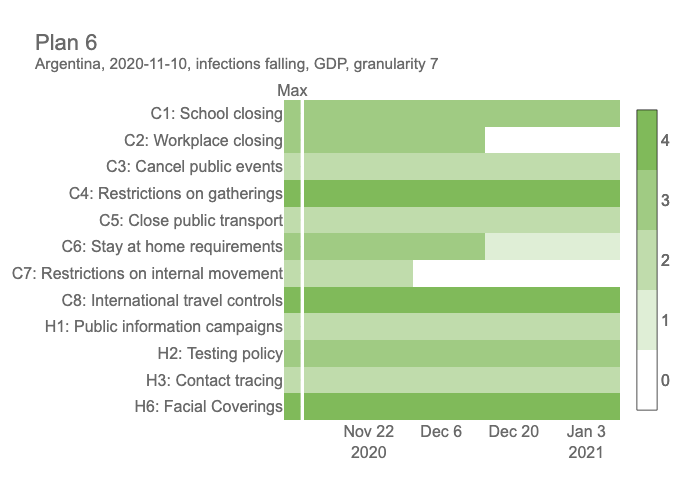 Plan 6
Argentina, 2020-11-10, infections falling, GDP, granularity 7
Max
C1: School closing
C2: Workplace closing
C3: Cancel public events
C4: Restrictions on gatherings
C5: Close public transport
C6: Stay at home requirements
C7: Restrictions on internal movement
C8: International travel controls
H1: Public information campaigns
H2: Testing policy
H3: Contact tracing
H6: Facial Coverings
Nov 22 Dec 6 Dec 20 Jan 3
2020 2021
4
3
2
1
0